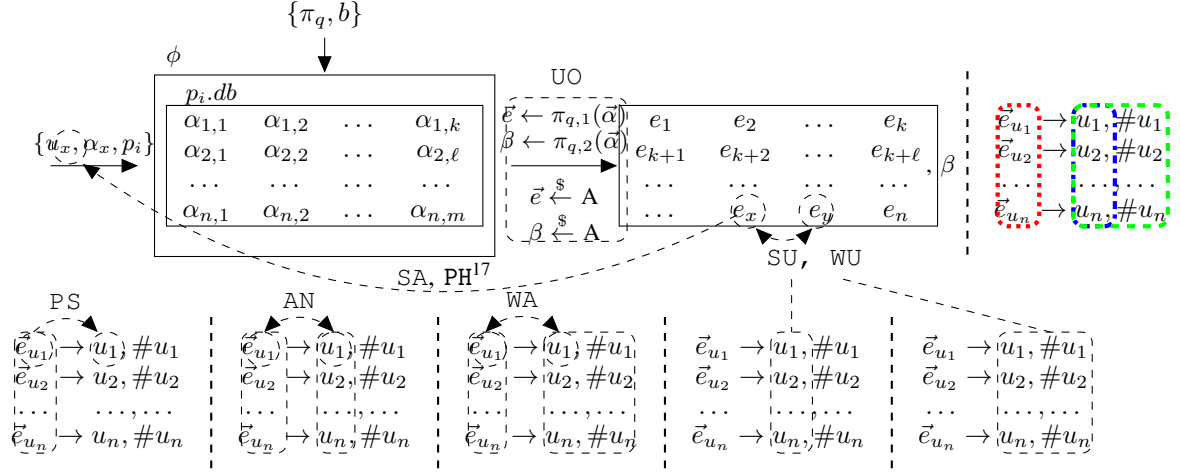 {π_q, b}
φ
p_i.db
{u_x, α_x, p_i}
α_{1,1} α_{1,2} … α_{1,k}
α_{2,1} α_{2,2} … α_{2,ℓ}
… … … …
α_{n,1} α_{n,2} … α_{n,m}
UO
e⃗ ← π_{q,1}(α⃗)
β ← π_{q,2}(α⃗)
e⃗ ←$ A
β ←$ A
e_1 e_2 … e_k
e_{k+1} e_{k+2} … e_{k+ℓ}
… … … …
… e_x e_y e_n
, β
e⃗_{u_1} → u_1, #u_1
e⃗_{u_2} → u_2, #u_2
… …, …
e⃗_{u_n} → u_n, #u_n
SA, PH^{17}
SU, WU
PS
e⃗_{u_1} → u_1, #u_1
e⃗_{u_2} → u_2, #u_2
… …, …
e⃗_{u_n} → u_n, #u_n
AN
e⃗_{u_1} → u_1, #u_1
e⃗_{u_2} → u_2, #u_2
… …, …
e⃗_{u_n} → u_n, #u_n
WA
e⃗_{u_1} → u_1, #u_1
e⃗_{u_2} → u_2, #u_2
… …, …
e⃗_{u_n} → u_n, #u_n
e⃗_{u_1} → u_1, #u_1
e⃗_{u_2} → u_2, #u_2
… …, …
e⃗_{u_n} → u_n, #u_n
e⃗_{u_1} → u_1, #u_1
e⃗_{u_2} → u_2, #u_2
… …, …
e⃗_{u_n} → u_n, #u_n